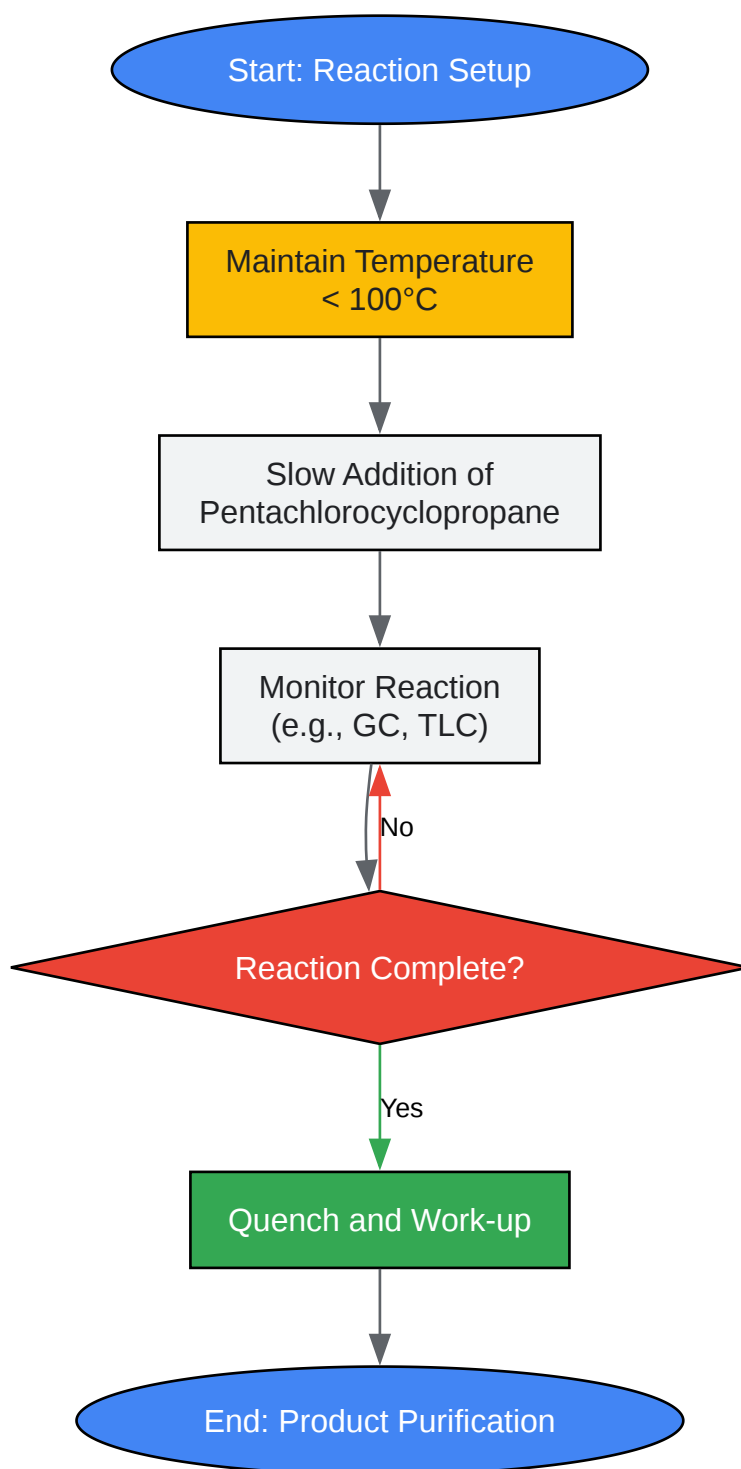 Start: Reaction Setup
Maintain Temperature
< 100°C
Slow Addition of
Pentachlorocyclopropane
Monitor Reaction
(e.g., GC, TLC)
No
Reaction Complete?
Yes
Quench and Work-up
End: Product Purification